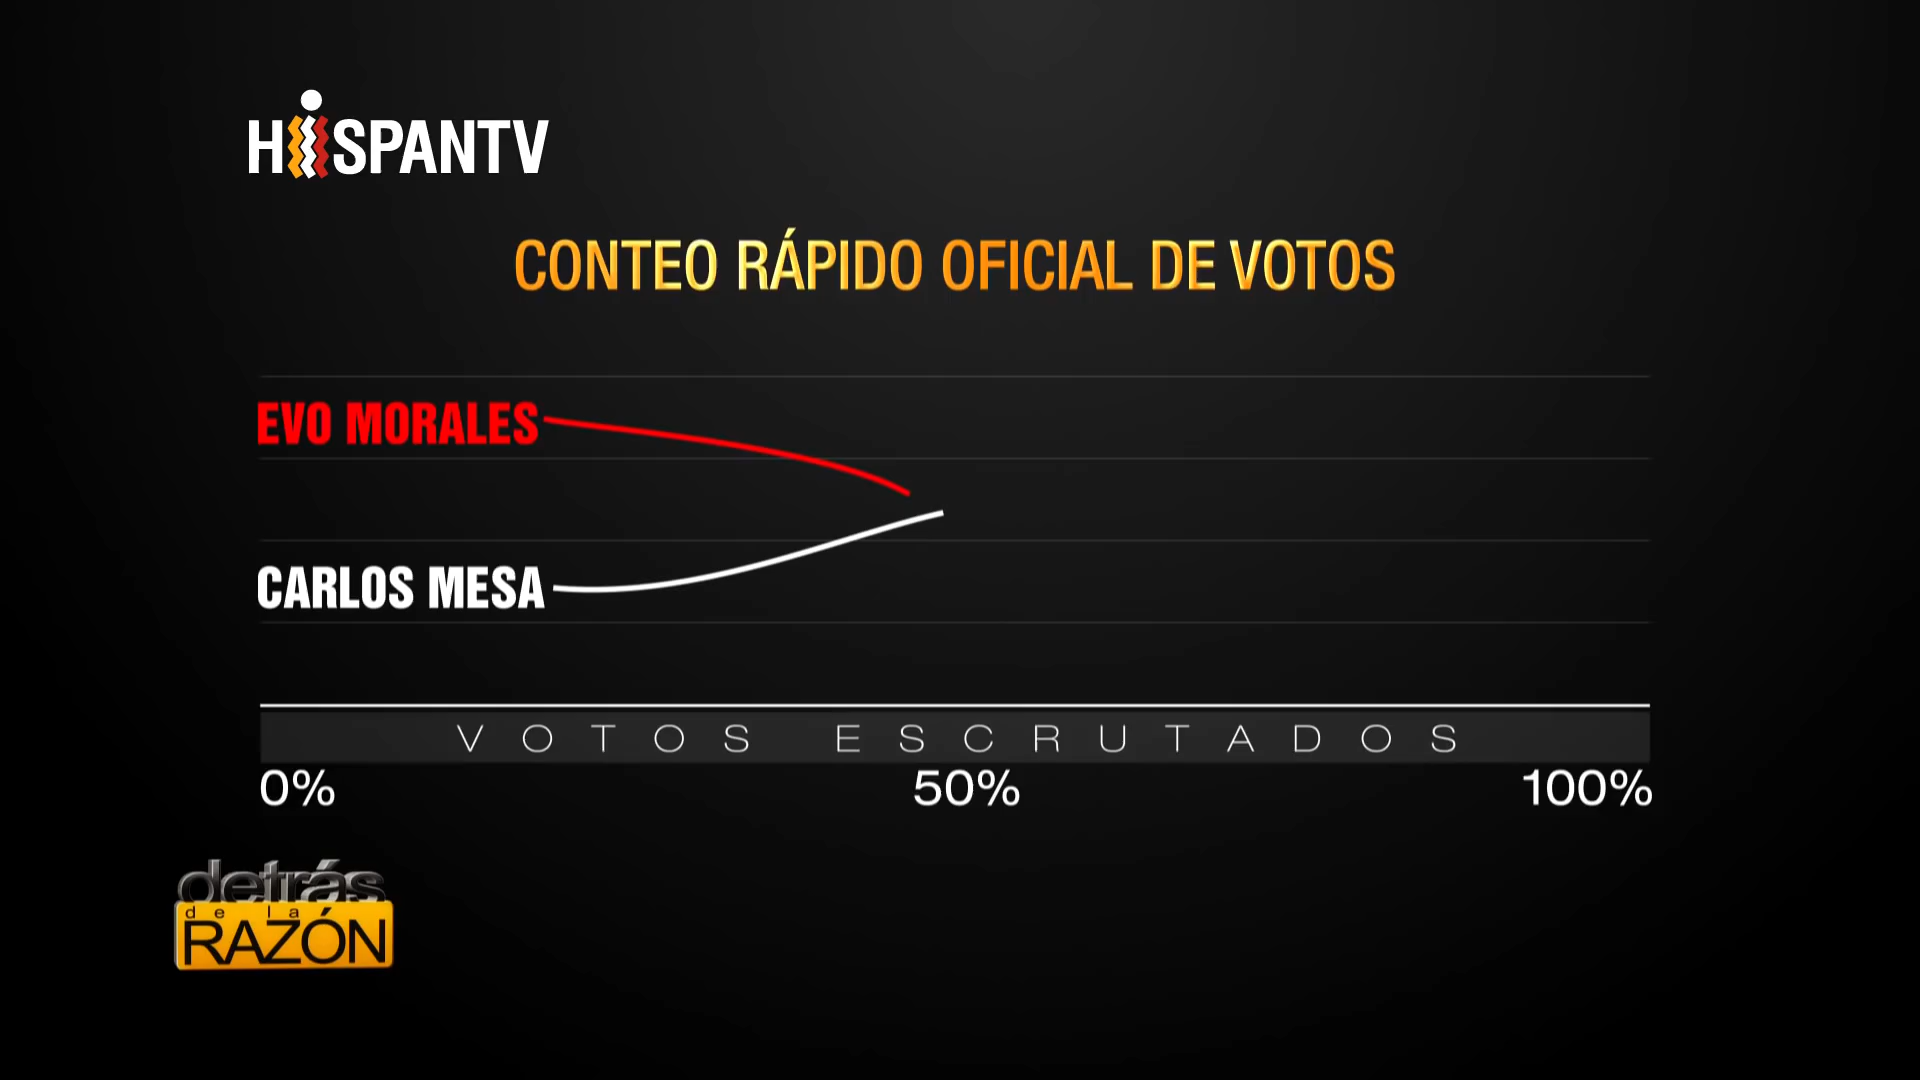 HISPANTV
CONTEO RÁPIDO OFICIAL DE VOTOS
EVO MORALES
CARLOS MESA
VOTOS ESCRUTADOS
0% 50% 100%
detrás
de la
RAZÓN